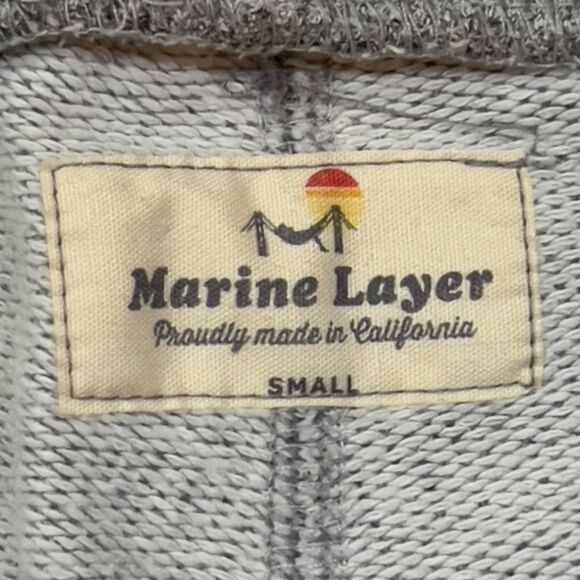 Marine Layer
Proudly made in California
SMALL